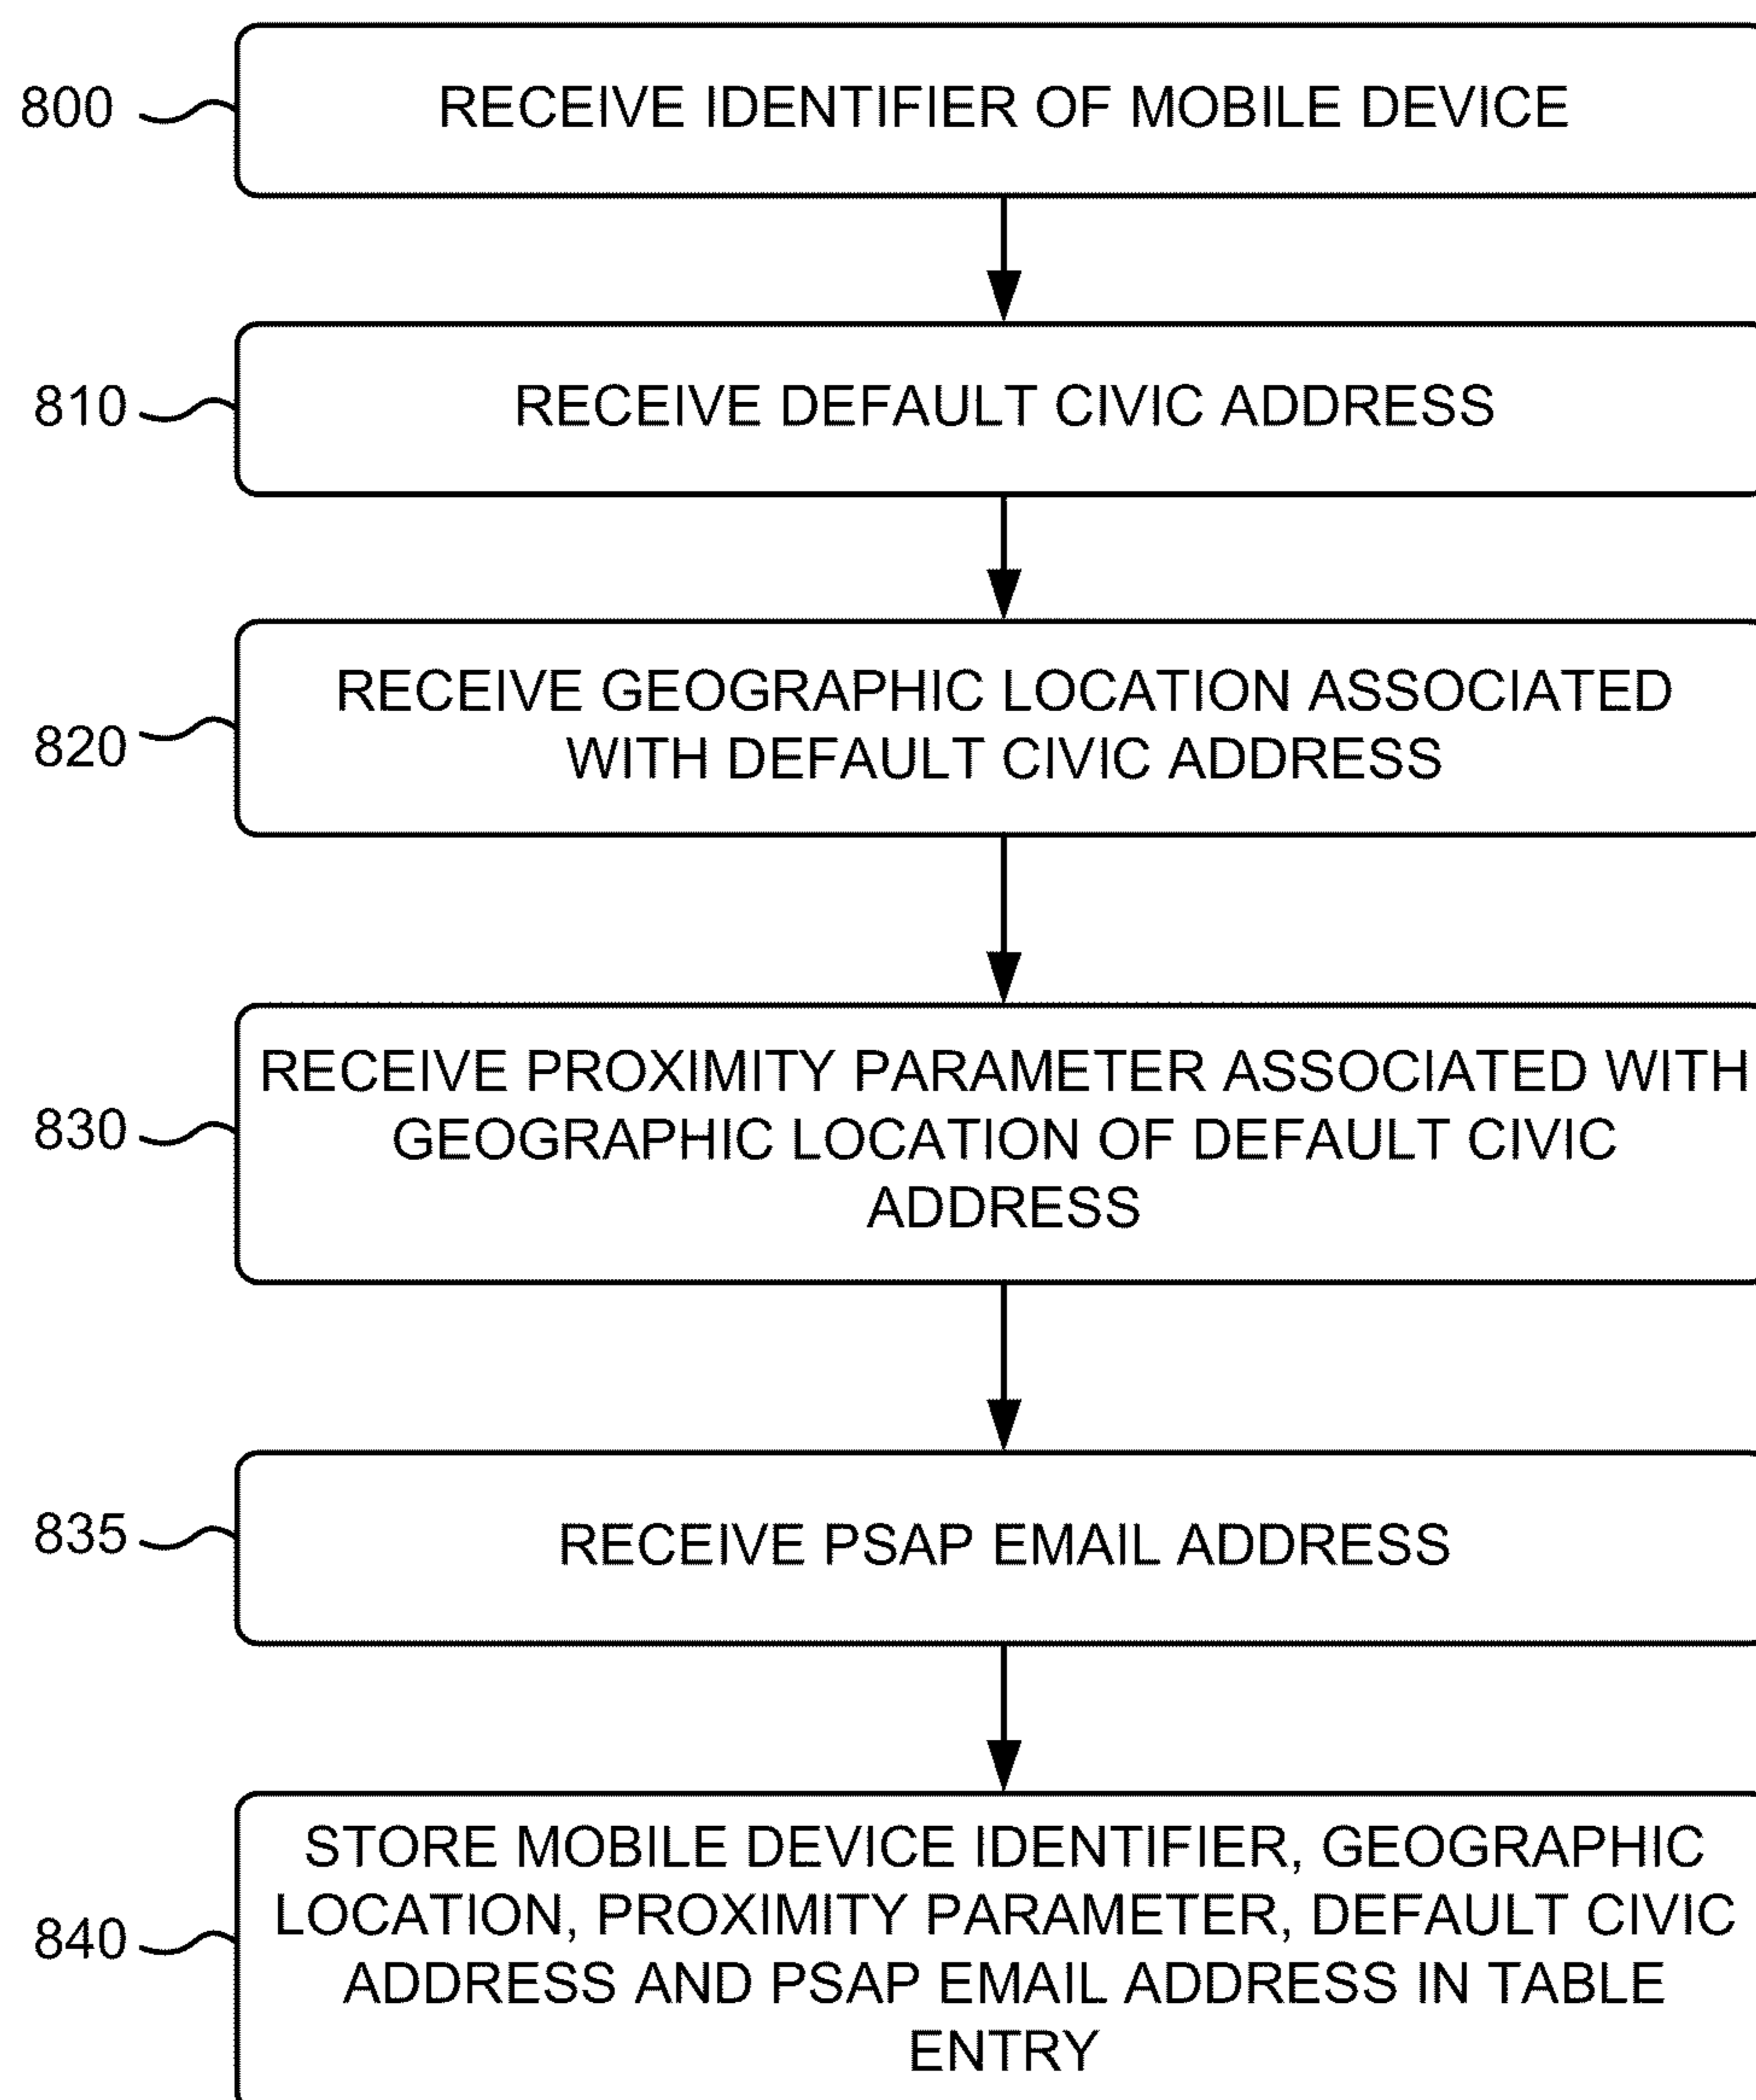 800
RECEIVE IDENTIFIER OF MOBILE DEVICE
810
RECEIVE DEFAULT CIVIC ADDRESS
820
RECEIVE GEOGRAPHIC LOCATION ASSOCIATED
WITH DEFAULT CIVIC ADDRESS
830
RECEIVE PROXIMITY PARAMETER ASSOCIATED WITH
GEOGRAPHIC LOCATION OF DEFAULT CIVIC
ADDRESS
835
RECEIVE PSAP EMAIL ADDRESS
840
STORE MOBILE DEVICE IDENTIFIER, GEOGRAPHIC
LOCATION, PROXIMITY PARAMETER, DEFAULT CIVIC
ADDRESS AND PSAP EMAIL ADDRESS IN TABLE
ENTRY